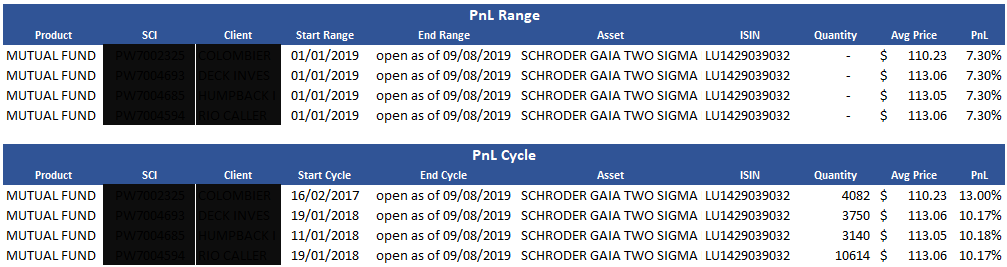 PnL Range
Product SCI Client Start Range End Range Asset ISIN Quantity Avg Price PnL
MUTUAL FUND 01/01/2019 open as of 09/08/2019 SCHRODER GAIA TWO SIGMA LU1429039032 - $ 110.23 7.30%
MUTUAL FUND 01/01/2019 open as of 09/08/2019 SCHRODER GAIA TWO SIGMA LU1429039032 - $ 113.06 7.30%
MUTUAL FUND 01/01/2019 open as of 09/08/2019 SCHRODER GAIA TWO SIGMA LU1429039032 - $ 113.05 7.30%
MUTUAL FUND 01/01/2019 open as of 09/08/2019 SCHRODER GAIA TWO SIGMA LU1429039032 - $ 113.06 7.30%
PnL Cycle
Product SCI Client Start Cycle End Cycle Asset ISIN Quantity Avg Price PnL
MUTUAL FUND 16/02/2017 open as of 09/08/2019 SCHRODER GAIA TWO SIGMA LU1429039032 4082 $ 110.23 13.00%
MUTUAL FUND 19/01/2018 open as of 09/08/2019 SCHRODER GAIA TWO SIGMA LU1429039032 3750 $ 113.06 10.17%
MUTUAL FUND 11/01/2018 open as of 09/08/2019 SCHRODER GAIA TWO SIGMA LU1429039032 3140 $ 113.05 10.18%
MUTUAL FUND 19/01/2018 open as of 09/08/2019 SCHRODER GAIA TWO SIGMA LU1429039032 10614 $ 113.06 10.17%